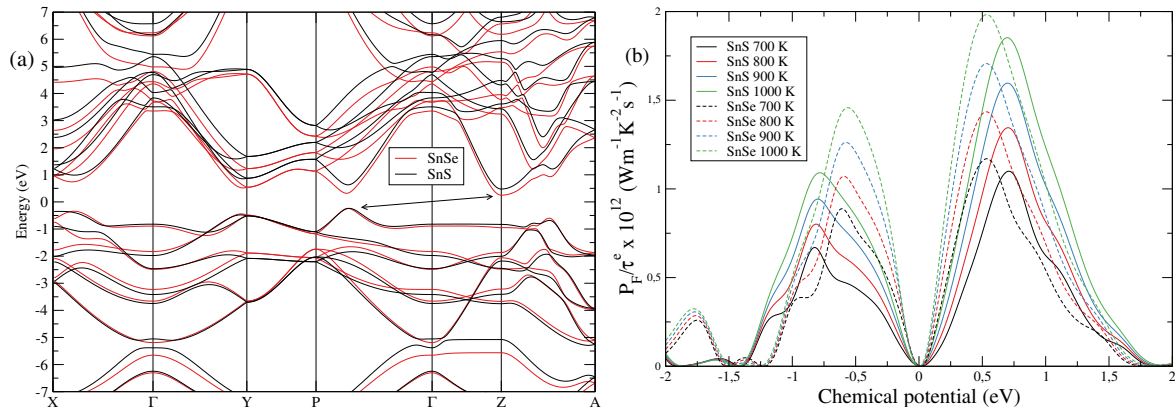 (a)
Energy (eV)
7
6
5
4
3
2
1
0
-1
-2
-3
-4
-5
-6
-7
SnSe
SnS
X Γ Y P Γ Z A
(b)
P_F/τ^e x 10^12 (Wm^-1K^-2s^-1)
2
1,5
1
0,5
0
SnS 700 K
SnS 800 K
SnS 900 K
SnS 1000 K
SnSe 700 K
SnSe 800 K
SnSe 900 K
SnSe 1000 K
-2 -1,5 -1 -0,5 0 0,5 1 1,5 2
Chemical potential (eV)